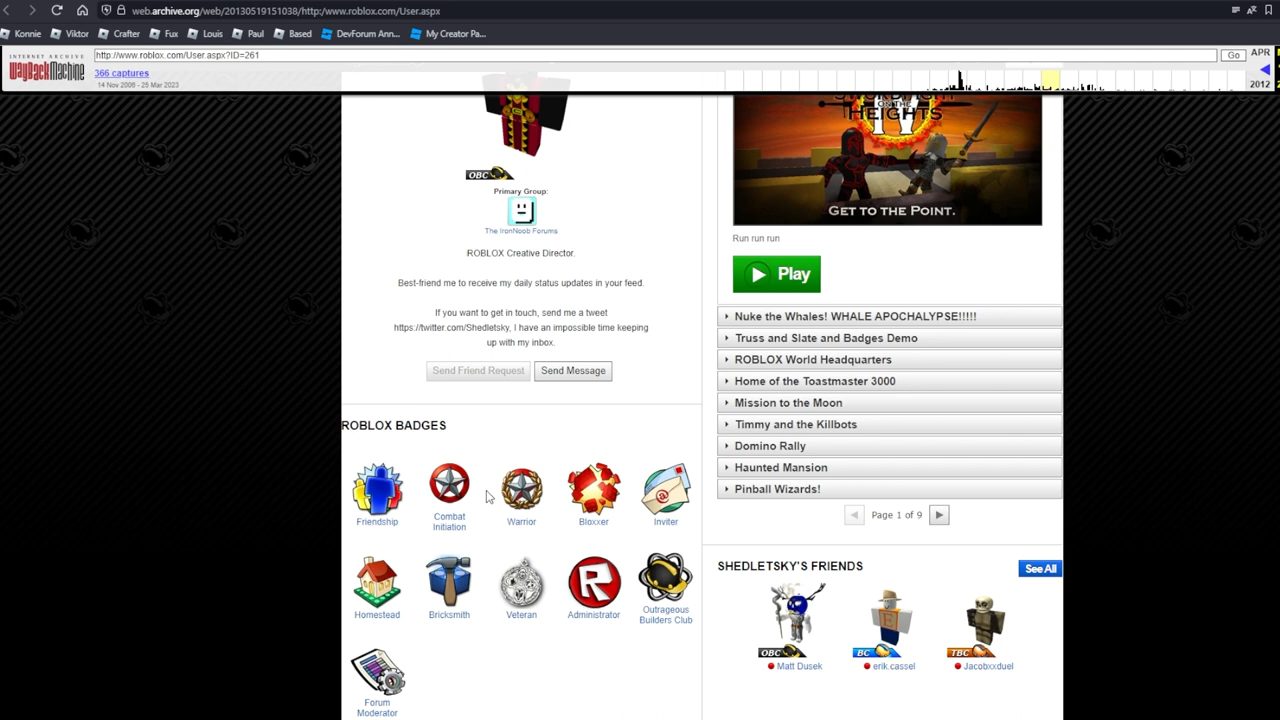 web.archive.org/web/20130519151038/http:/www.roblox.com/User.aspx
Konnie
Viktor
Crafter
Fux
Louis
Paul
Based
DevForum Ann...
My Creator Pa...
INTERNET ARCHIVE
WayBackMachine
http://www.roblox.com/User.aspx?ID=261
Go
APR
366 captures
14 Nov 2006 - 25 Mar 2023
2012
OBC
Primary Group:
The IronNoob Forums
ROBLOX Creative Director.
Best-friend me to receive my daily status updates in your feed.
If you want to get in touch, send me a tweet
https://twitter.com/Shedletsky, I have an impossible time keeping
up with my inbox.
Send Friend Request
Send Message
ROBLOX BADGES
Friendship
Combat
Initiation
Warrior
Bloxxer
Inviter
Homestead
Bricksmith
Veteran
Administrator
Outrageous
Builders Club
Forum
Moderator
ON THE
HEIGHTS
IV
GET TO THE POINT.
Run run run
Play
Nuke the Whales! WHALE APOCHALYPSE!!!!!
Truss and Slate and Badges Demo
ROBLOX World Headquarters
Home of the Toastmaster 3000
Mission to the Moon
Timmy and the Killbots
Domino Rally
Haunted Mansion
Pinball Wizards!
Page 1 of 9
SHEDLETSKY'S FRIENDS
See All
OBC
BC
TBC
Matt Dusek
erik.cassel
Jacobxxduel